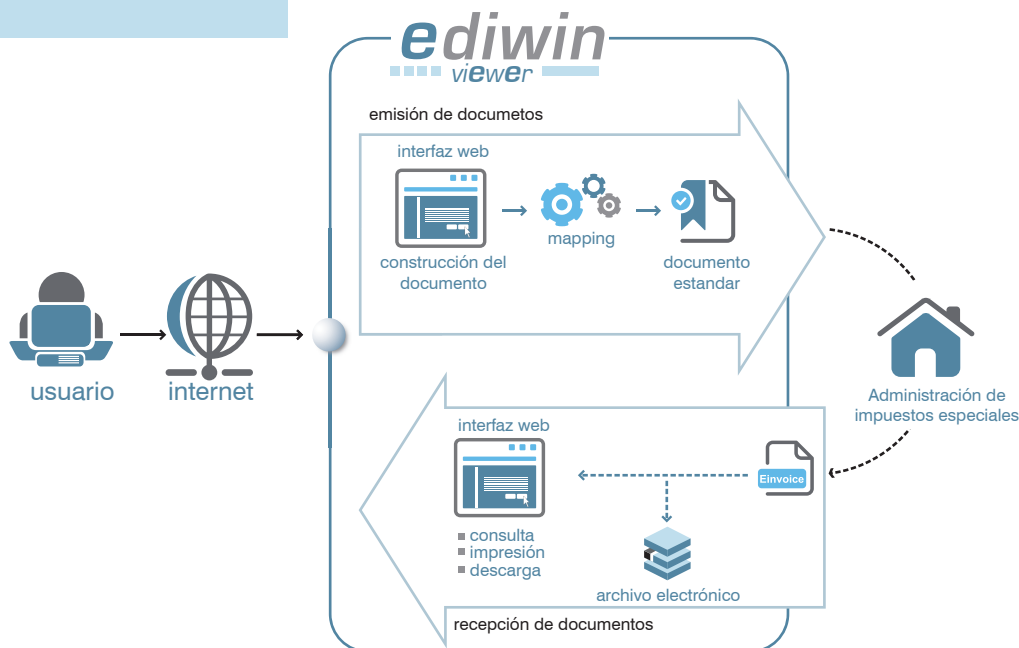 ediwin
viewer
emisión de documetos
interfaz web
construcción del
documento
mapping
documento
estandar
usuario
internet
Administración de
impuestos especiales
interfaz web
Einvoice
consulta
impresión
descarga
archivo electrónico
recepción de documentos